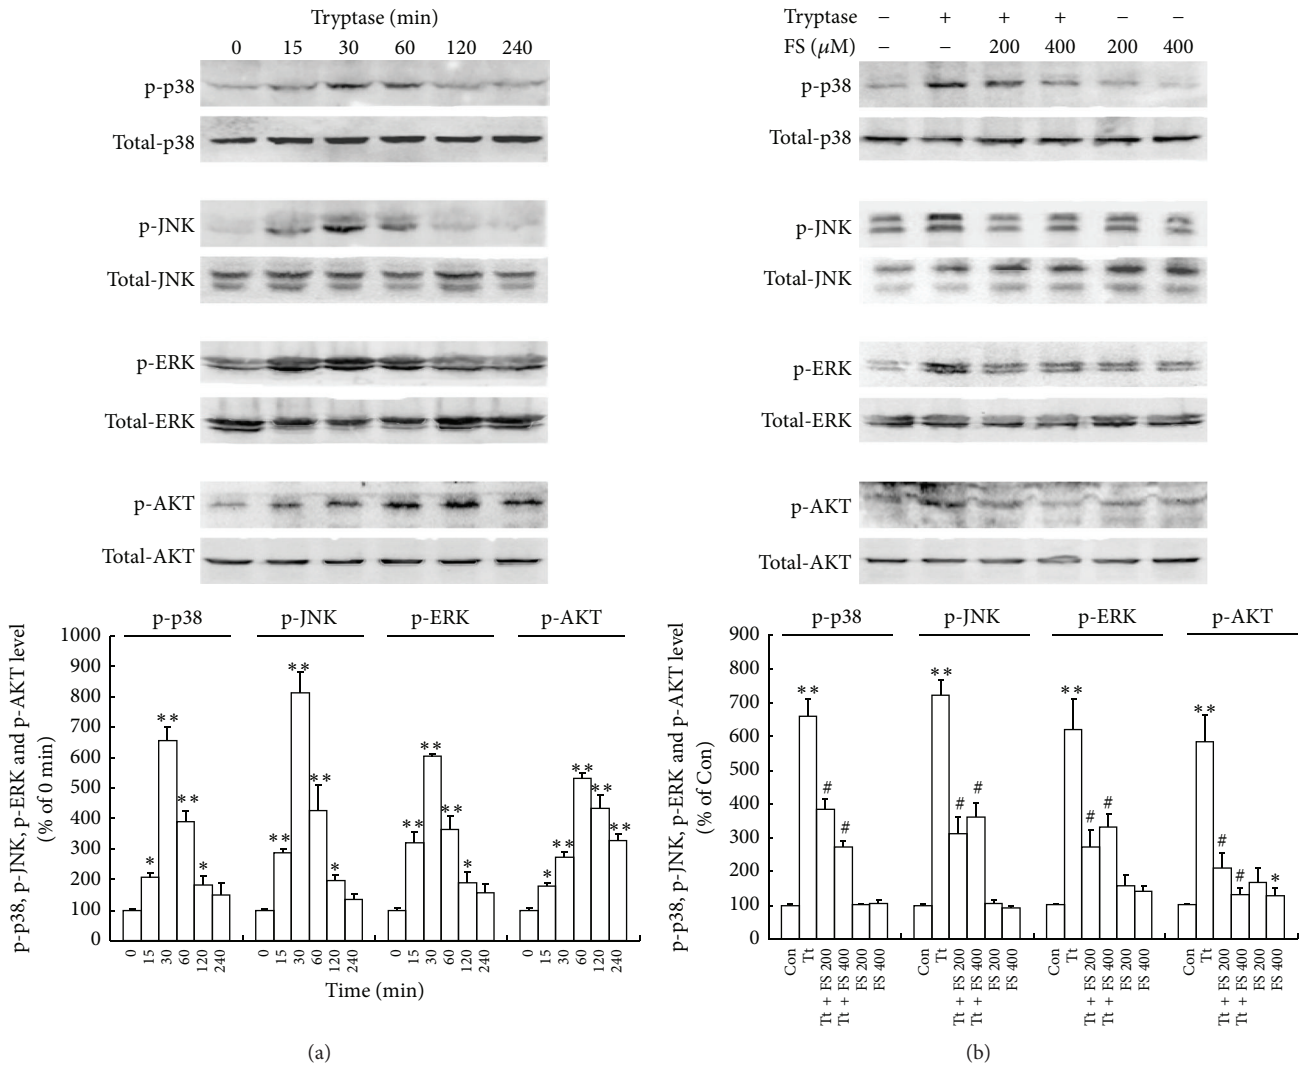 Tryptase (min)
0 15 30 60 120 240
p-p38
Total-p38
p-JNK
Total-JNK
p-ERK
Total-ERK
p-AKT
Total-AKT
p-p38 p-JNK p-ERK p-AKT
p-p38, p-JNK, p-ERK and p-AKT level
(% of 0 min)
1000
900
800
700
600
500
400
300
200
100
0
* ** ** *
** ** ** *
** ** ** *
* ** ** ** **
0 15 30 60 120 240 0 15 30 60 120 240 0 15 30 60 120 240 0 15 30 60 120 240
Time (min)
(a)
Tryptase − + + + − −
FS (μM) − − 200 400 200 400
p-p38
Total-p38
p-JNK
Total-JNK
p-ERK
Total-ERK
p-AKT
Total-AKT
p-p38 p-JNK p-ERK p-AKT
p-p38, p-JNK, p-ERK and p-AKT level
(% of Con)
900
800
700
600
500
400
300
200
100
0
** # #
** # #
** # #
** # # *
Con Tt Tt + FS 200 Tt + FS 400 FS 200 FS 400 Con Tt Tt + FS 200 Tt + FS 400 FS 200 FS 400 Con Tt Tt + FS 200 Tt + FS 400 FS 200 FS 400 Con Tt Tt + FS 200 Tt + FS 400 FS 200 FS 400
(b)